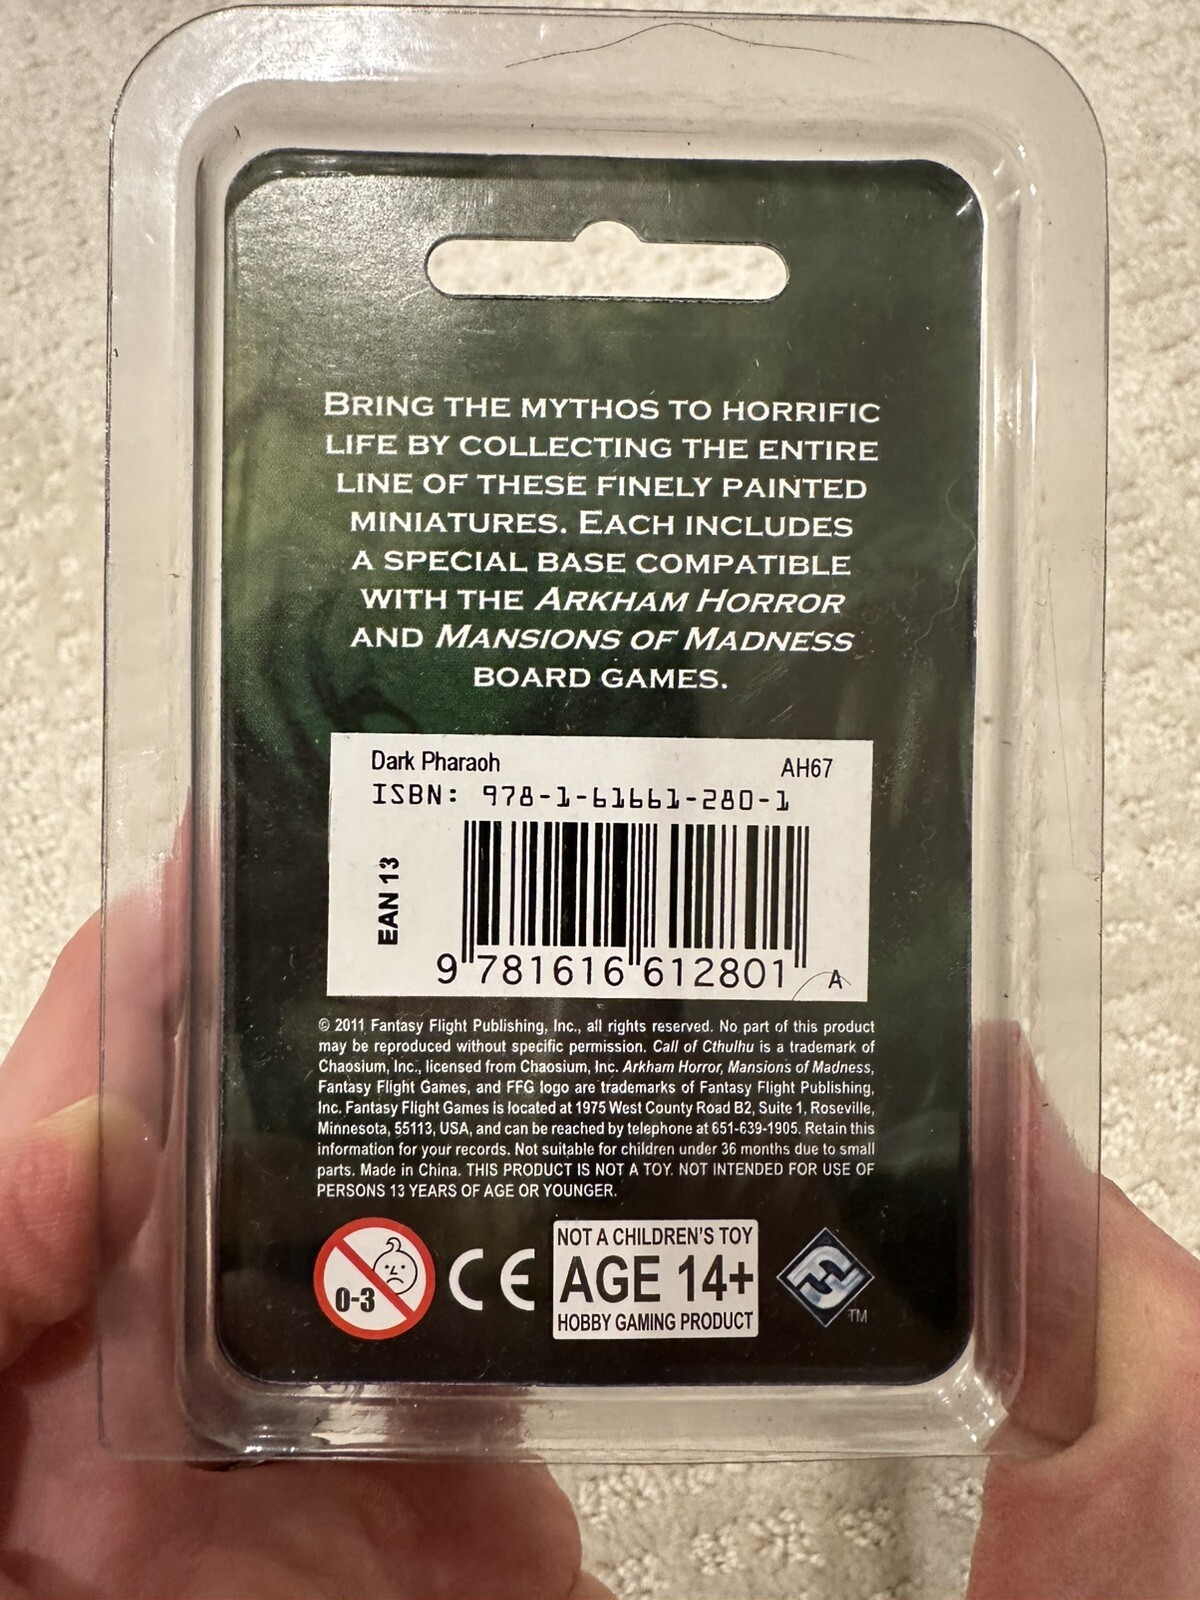 BRING THE MYTHOS TO HORRIFIC
LIFE BY COLLECTING THE ENTIRE
LINE OF THESE FINELY PAINTED
MINIATURES. EACH INCLUDES
A SPECIAL BASE COMPATIBLE
WITH THE ARKHAM HORROR
AND MANSIONS OF MADNESS
BOARD GAMES.
Dark Pharaoh AH67
ISBN: 978-1-61661-280-1
EAN 13
9 781616 612801 A
© 2011 Fantasy Flight Publishing, Inc., all rights reserved. No part of this product
may be reproduced without specific permission. Call of Cthulhu is a trademark of
Chaosium, Inc., licensed from Chaosium, Inc. Arkham Horror, Mansions of Madness,
Fantasy Flight Games, and FFG logo are trademarks of Fantasy Flight Publishing,
Inc. Fantasy Flight Games is located at 1975 West County Road B2, Suite 1, Roseville,
Minnesota, 55113, USA, and can be reached by telephone at 651-639-1905. Retain this
information for your records. Not suitable for children under 36 months due to small
parts. Made in China. THIS PRODUCT IS NOT A TOY. NOT INTENDED FOR USE OF
PERSONS 13 YEARS OF AGE OR YOUNGER.
0-3
CE
NOT A CHILDREN'S TOY
AGE 14+
HOBBY GAMING PRODUCT
TM